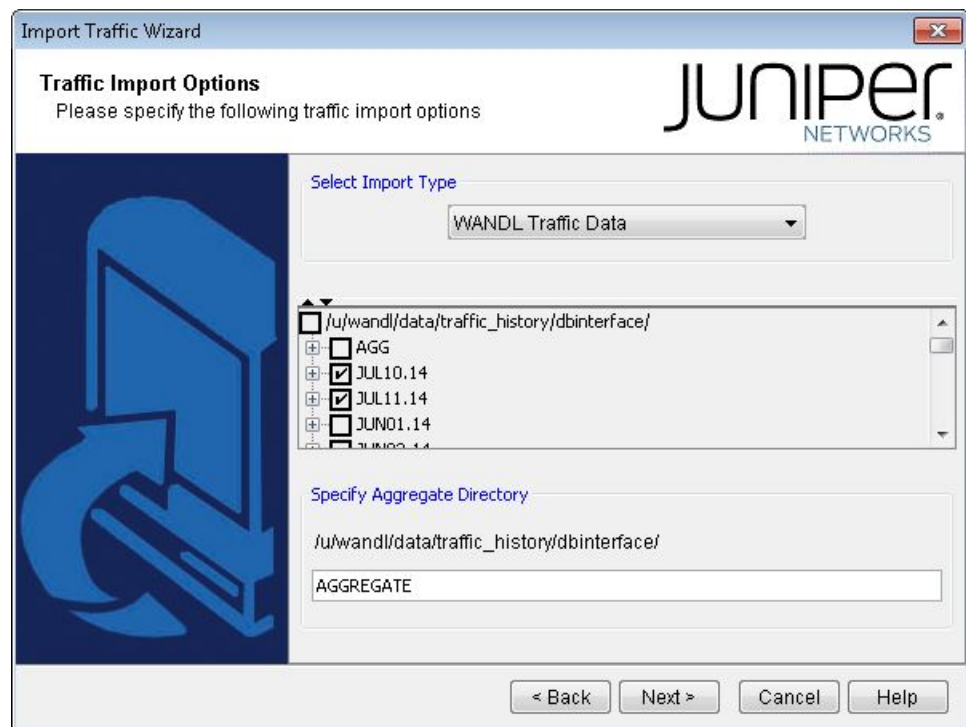 Import Traffic Wizard
Traffic Import Options
Please specify the following traffic import options
JUNIPER
NETWORKS
Select Import Type
WANDL Traffic Data
/u/wandl/data/traffic_history/dbinterface/
AGG
JUL10.14
JUL11.14
JUN01.14
Specify Aggregate Directory
/u/wandl/data/traffic_history/dbinterface/
AGGREGATE
< Back Next > Cancel Help